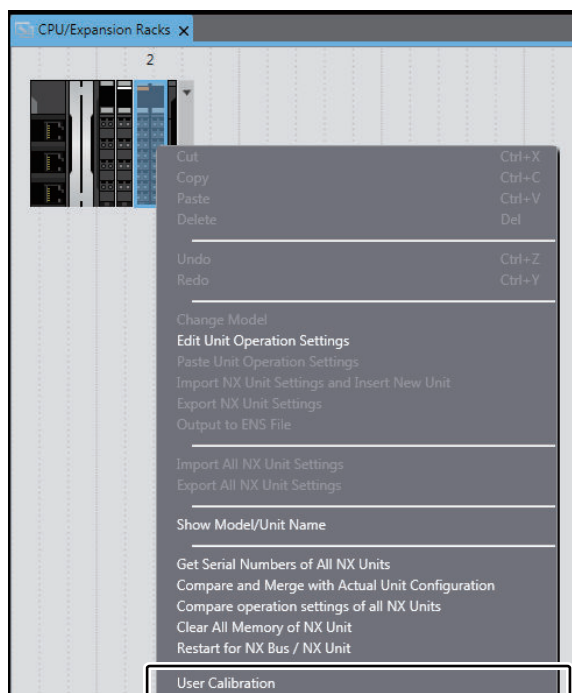 CPU/Expansion Racks
2
Cut Ctrl+X
Copy Ctrl+C
Paste Ctrl+V
Delete Del
Undo Ctrl+Z
Redo Ctrl+Y
Change Model
Edit Unit Operation Settings
Paste Unit Operation Settings
Import NX Unit Settings and Insert New Unit
Export NX Unit Settings
Output to ENS File
Import All NX Unit Settings
Export All NX Unit Settings
Show Model/Unit Name
Get Serial Numbers of All NX Units
Compare and Merge with Actual Unit Configuration
Compare operation settings of all NX Units
Clear All Memory of NX Unit
Restart for NX Bus / NX Unit
User Calibration